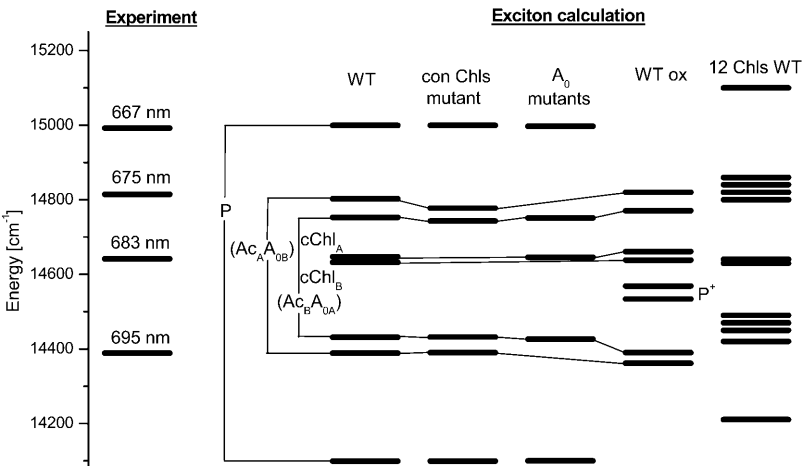 Experiment
Exciton calculation
WT
con Chls
mutant
A0
mutants
WT ox
12 Chls WT
Energy [cm-1]
15200
15000
14800
14600
14400
14200
667 nm
675 nm
683 nm
695 nm
P
(AcAA0B)
cChlA
cChlB
(AcBA0A)
P+